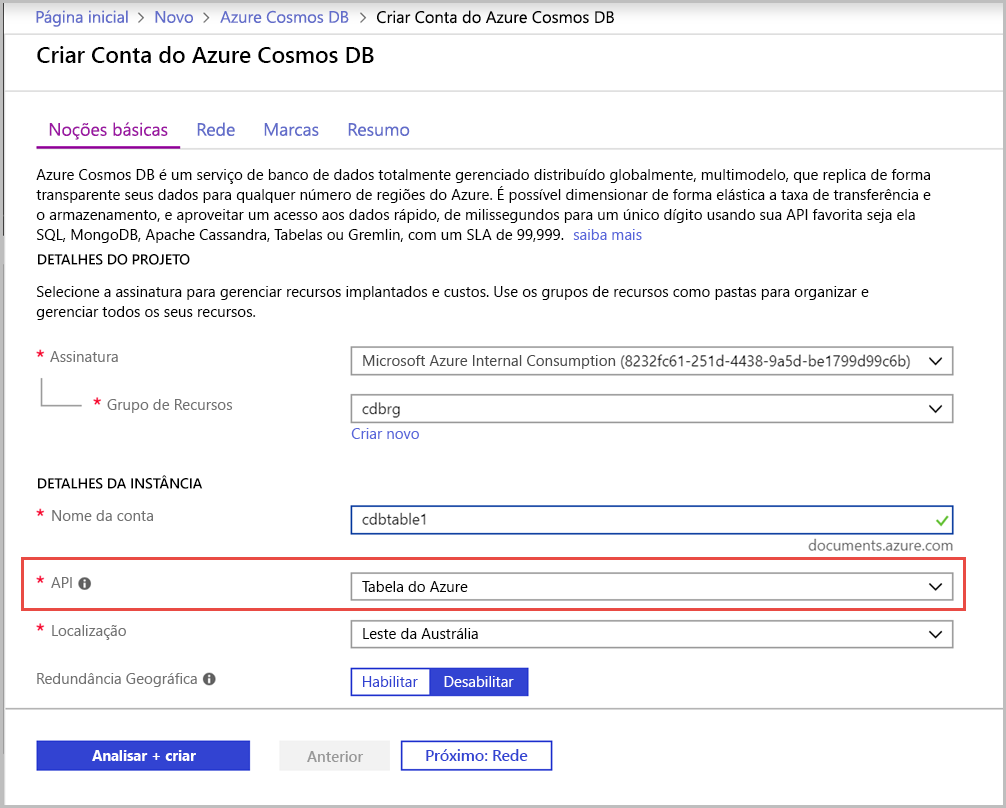 Página inicial > Novo > Azure Cosmos DB > Criar Conta do Azure Cosmos DB
Criar Conta do Azure Cosmos DB
Noções básicas Rede Marcas Resumo
Azure Cosmos DB é um serviço de banco de dados totalmente gerenciado distribuído globalmente, multimodelo, que replica de forma
transparente seus dados para qualquer número de regiões do Azure. É possível dimensionar de forma elástica a taxa de transferência e
o armazenamento, e aproveitar um acesso aos dados rápido, de milissegundos para um único dígito usando sua API favorita seja ela
SQL, MongoDB, Apache Cassandra, Tabelas ou Gremlin, com um SLA de 99,999. saiba mais
DETALHES DO PROJETO
Selecione a assinatura para gerenciar recursos implantados e custos. Use os grupos de recursos como pastas para organizar e
gerenciar todos os seus recursos.
* Assinatura Microsoft Azure Internal Consumption (8232fc61-251d-4438-9a5d-be1799d99c6b)
* Grupo de Recursos cdbrg
Criar novo
DETALHES DA INSTÂNCIA
* Nome da conta cdbtable1
documents.azure.com
* API Tabela do Azure
* Localização Leste da Austrália
Redundância Geográfica Habilitar Desabilitar
Analisar + criar Anterior Próximo: Rede